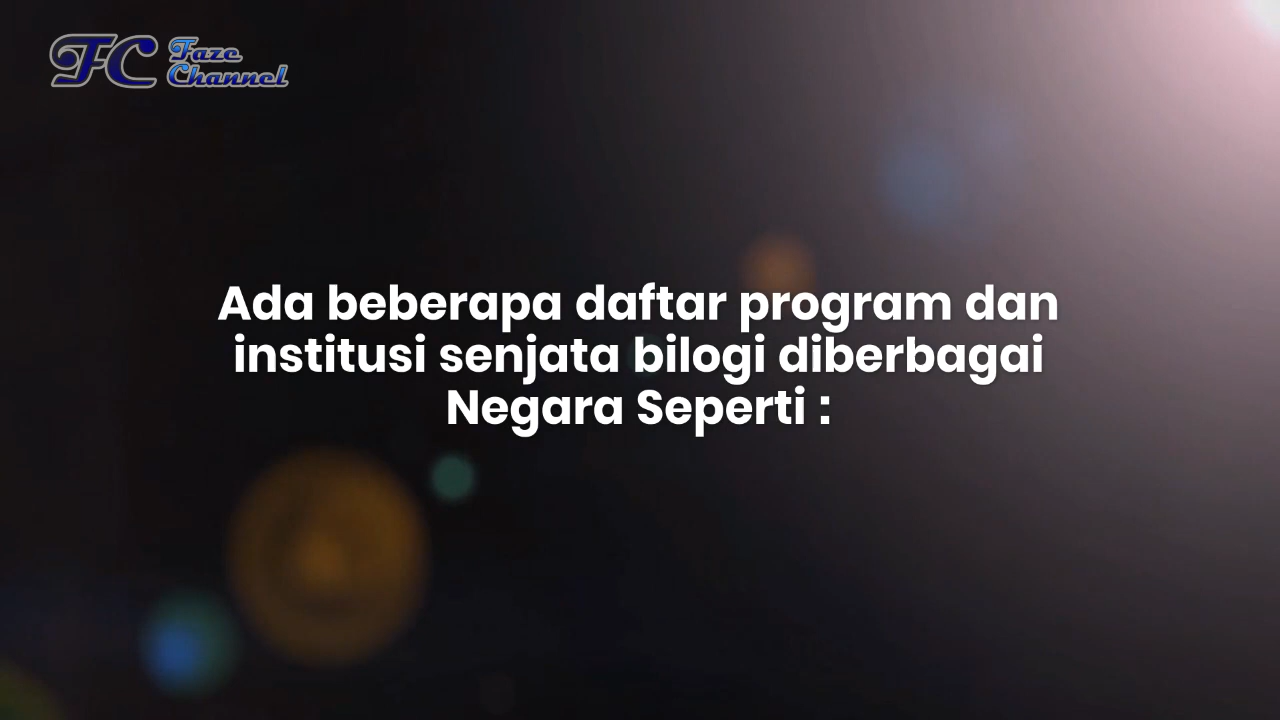 FC Faze
Channel
Ada beberapa daftar program dan
institusi senjata bilogi diberbagai
Negara Seperti :